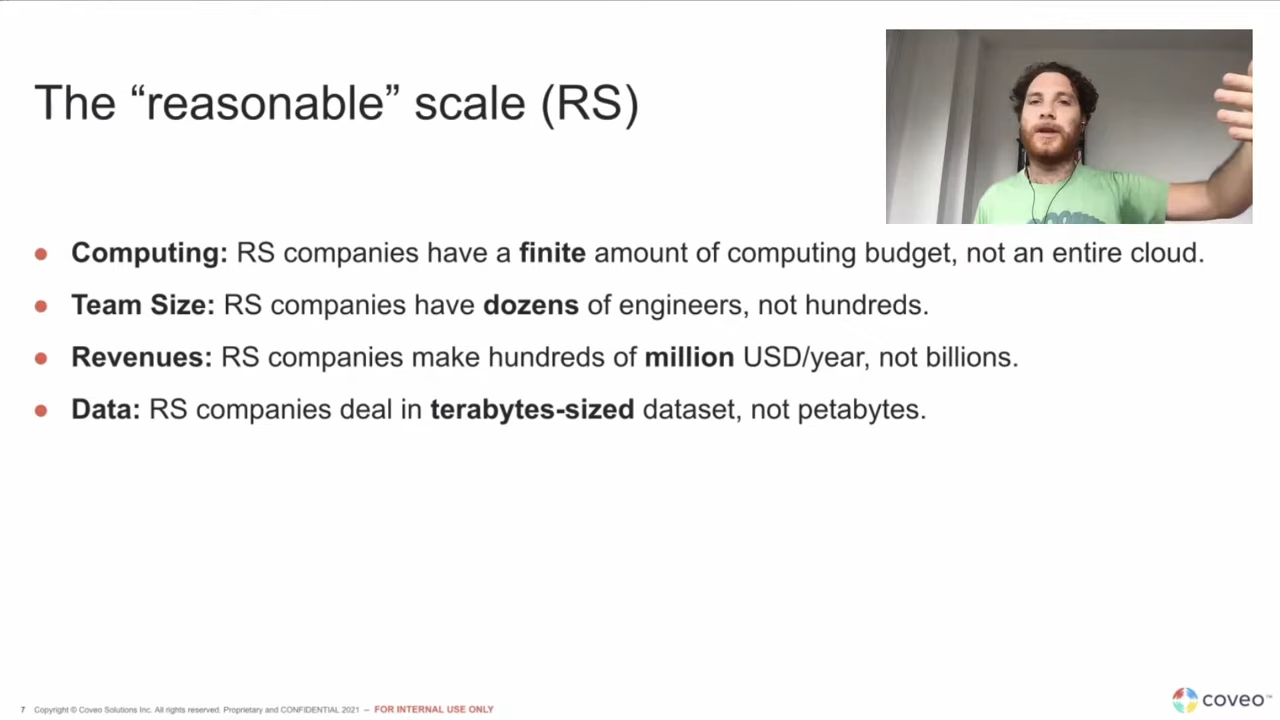 The “reasonable” scale (RS)
● Computing: RS companies have a finite amount of computing budget, not an entire cloud.
● Team Size: RS companies have dozens of engineers, not hundreds.
● Revenues: RS companies make hundreds of million USD/year, not billions.
● Data: RS companies deal in terabytes-sized dataset, not petabytes.
7 Copyright © Coveo Solutions Inc. All rights reserved. Proprietary and CONFIDENTIAL 2021 – FOR INTERNAL USE ONLY
coveo™